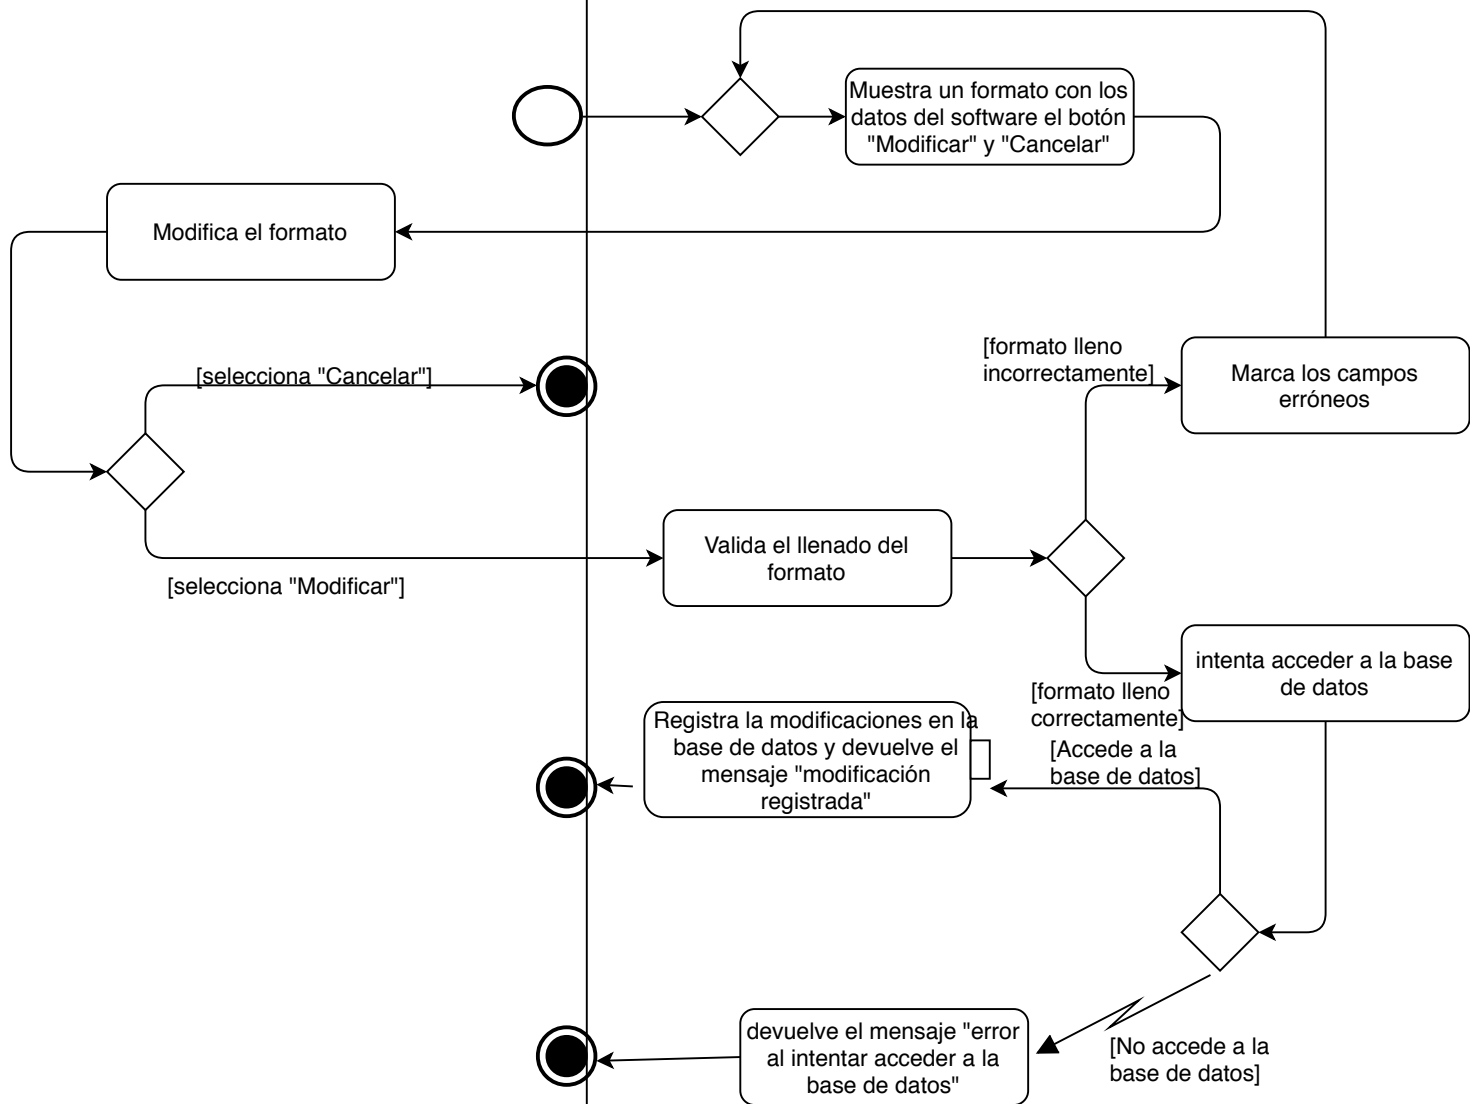 Muestra un formato con los
datos del software el botón
"Modificar" y "Cancelar"
Modifica el formato
[selecciona "Cancelar"]
[formato lleno
incorrectamente]
Marca los campos
erróneos
Valida el llenado del
formato
[selecciona "Modificar"]
intenta acceder a la base
de datos
[formato lleno
correctamente]
Registra la modificaciones en la
base de datos y devuelve el
mensaje "modificación
registrada"
[Accede a la
base de datos]
devuelve el mensaje "error
al intentar acceder a la
base de datos"
[No accede a la
base de datos]